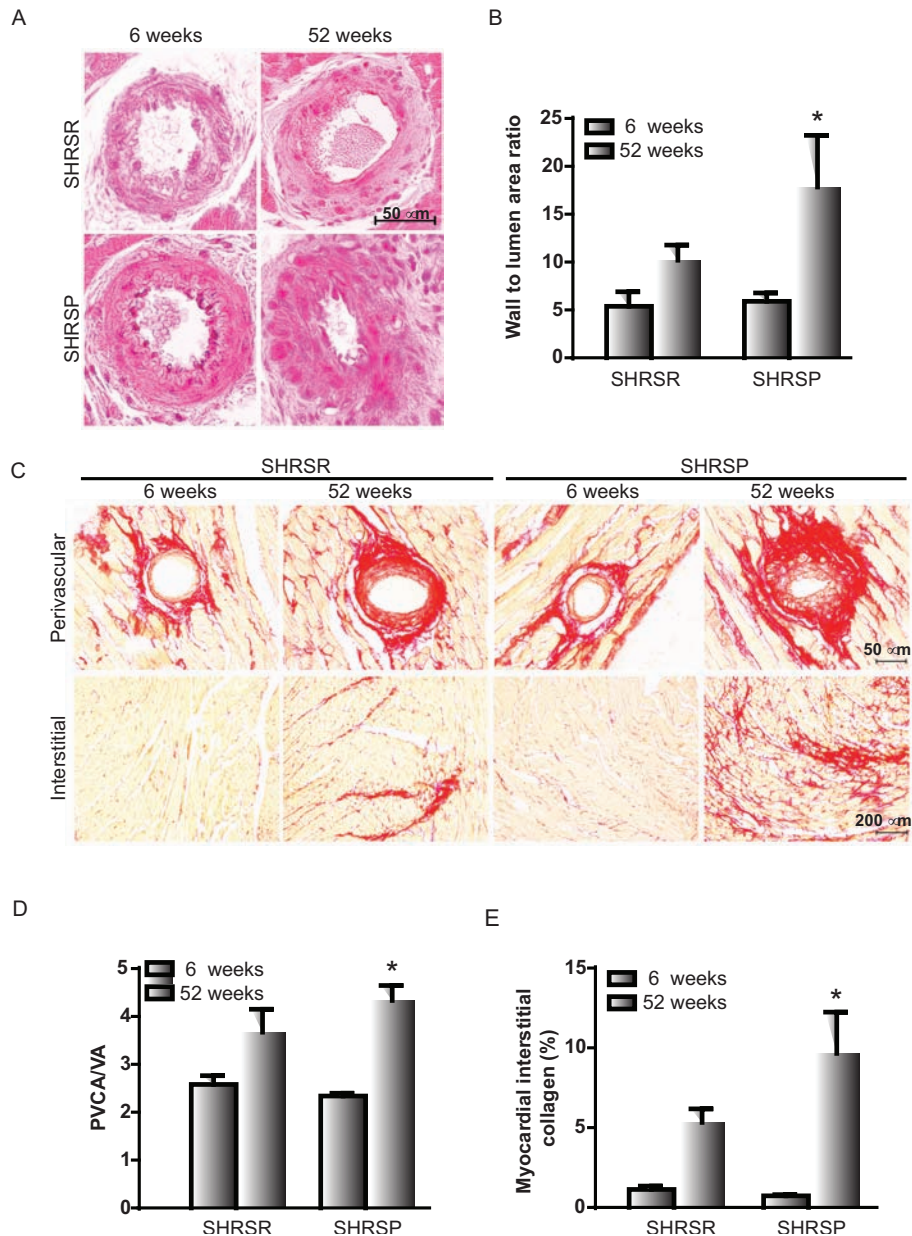 A
6 weeks 52 weeks
SHRSR
50 ∝m
SHRSP
B
Wall to lumen area ratio
25
20
15
10
5
0
6 weeks
52 weeks
*
SHRSR SHRSP
C
SHRSR SHRSP
6 weeks 52 weeks 6 weeks 52 weeks
Perivascular
50 ∝m
Interstitial
200 ∝m
D
PVCA/VA
5
4
3
2
1
0
6 weeks
52 weeks
*
SHRSR SHRSP
E
Myocardial interstitial
collagen (%)
15
10
5
0
6 weeks
52 weeks
*
SHRSR SHRSP